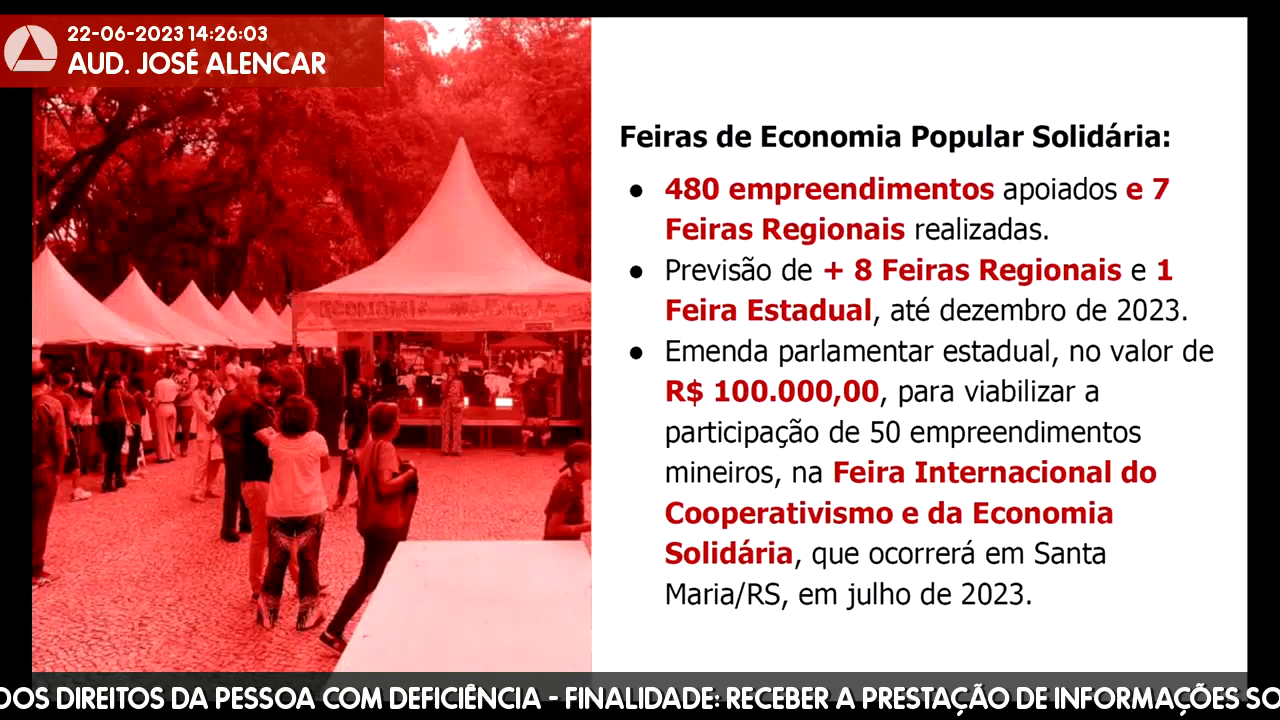 22-06-2023 14:26:03
AUD. JOSÉ ALENCAR
Feiras de Economia Popular Solidária:
● 480 empreendimentos apoiados e 7
Feiras Regionais realizadas.
● Previsão de + 8 Feiras Regionais e 1
Feira Estadual, até dezembro de 2023.
● Emenda parlamentar estadual, no valor de
R$ 100.000,00, para viabilizar a
participação de 50 empreendimentos
mineiros, na Feira Internacional do
Cooperativismo e da Economia
Solidária, que ocorrerá em Santa
Maria/RS, em julho de 2023.
ECONOMIA
DOS DIREITOS DA PESSOA COM DEFICIÊNCIA - FINALIDADE: RECEBER A PRESTAÇÃO DE INFORMAÇÕES SO